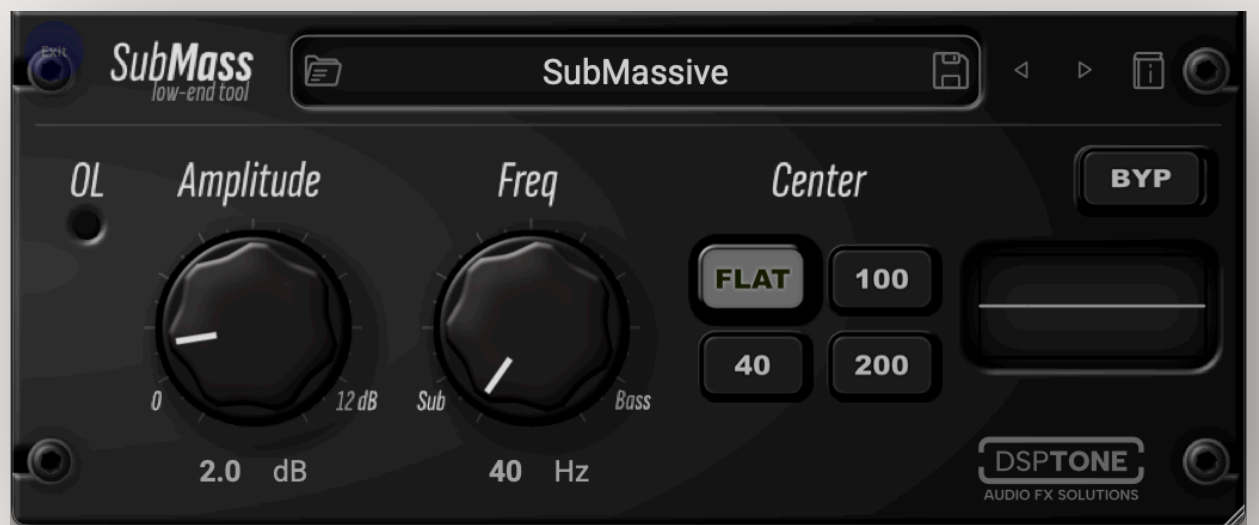 Exit
SubMass
low-end tool
SubMassive
i
OL
Amplitude
Freq
Center
BYP
FLAT
100
40
200
0
12 dB
Sub
Bass
2.0 dB
40 Hz
DSPTONE
AUDIO FX SOLUTIONS